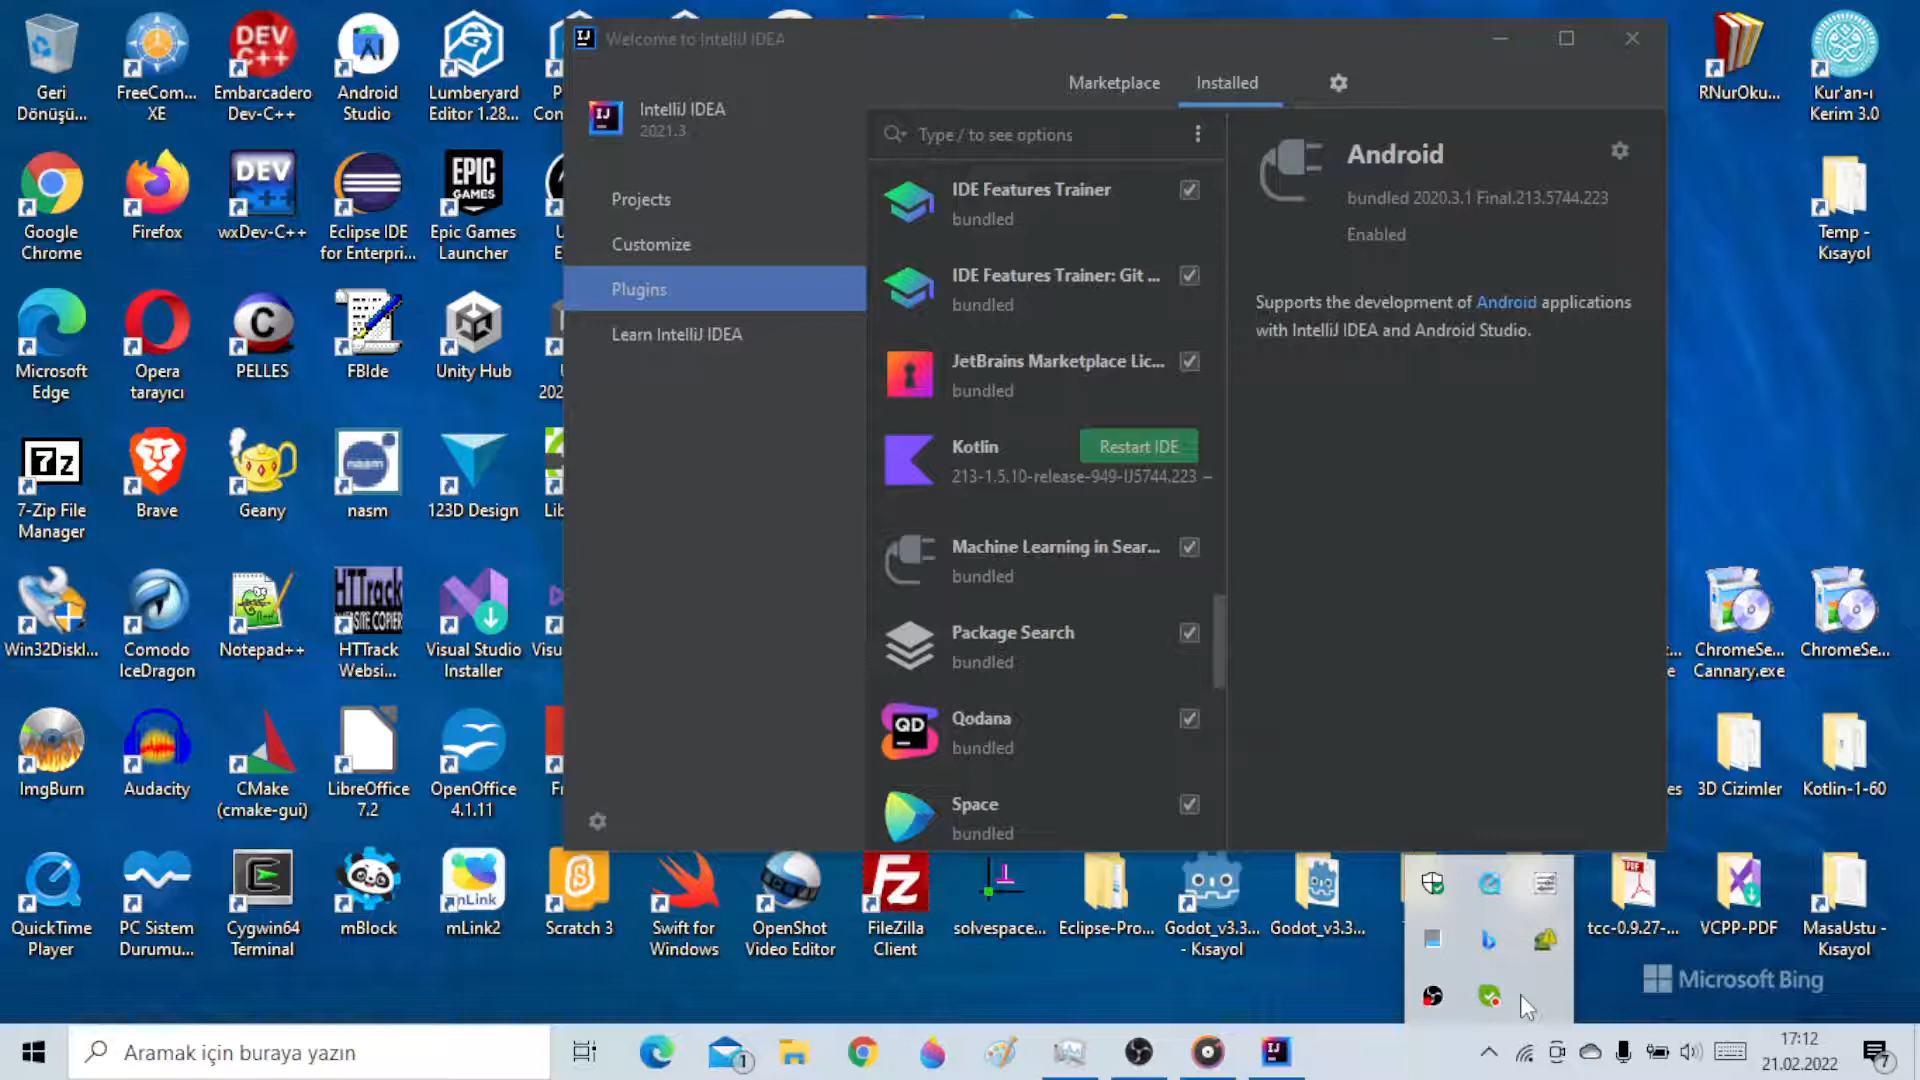 Welcome to IntelliJ IDEA
Marketplace
Installed
IntelliJ IDEA
2021.3
Projects
Customize
Plugins
Learn IntelliJ IDEA
Type / to see options
IDE Features Trainer
bundled
IDE Features Trainer: Git ...
bundled
JetBrains Marketplace Lic...
bundled
Kotlin
Restart IDE
213-1.5.10-release-949-IJ5744.223
Machine Learning in Sear...
bundled
Package Search
bundled
Qodana
bundled
Space
bundled
Android
bundled 2020.3.1 Final.213.5744.223
Enabled
Supports the development of Android applications
with IntelliJ IDEA and Android Studio.
Geri
Dönüşü...
FreeCom...
XE
Embarcadero
Dev-C++
Android
Studio
Lumberyard
Editor 1.28...
RNurOku...
Kur'an-ı
Kerim 3.0
Google
Chrome
Firefox
wxDev-C++
Eclipse IDE
for Enterpri...
Epic Games
Launcher
Temp -
Kısayol
Microsoft
Edge
Opera
tarayıcı
PELLES
FBIde
Unity Hub
7-Zip File
Manager
Brave
Geany
nasm
123D Design
Win32DiskI...
Comodo
IceDragon
Notepad++
HTTrack
Websi...
Visual Studio
Installer
ChromeSe...
Cannary.exe
ChromeSe...
ImgBurn
Audacity
CMake
(cmake-gui)
LibreOffice
7.2
OpenOffice
4.1.11
3D Cizimler
Kotlin-1-60
QuickTime
Player
PC Sistem
Durumu...
Cygwin64
Terminal
mBlock
mLink2
Scratch 3
Swift for
Windows
OpenShot
Video Editor
FileZilla
Client
solvespace...
Eclipse-Pro...
Godot_v3.3...
- Kısayol
Godot_v3.3...
tcc-0.9.27-...
VCPP-PDF
MasaUstu -
Kısayol
Microsoft Bing
Aramak için buraya yazın
1
17:12
21.02.2022
7